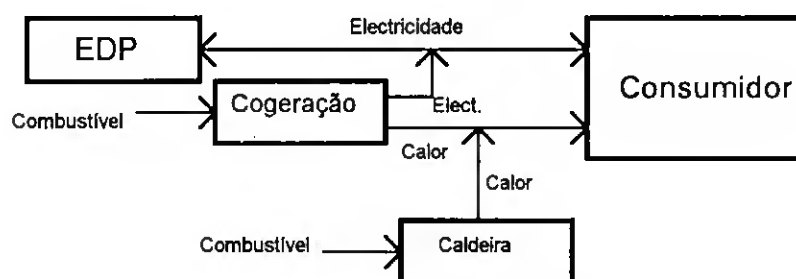 Electricidade
EDP
Consumidor
Cogeração
Elect.
Combustível
Calor
Calor
Combustível
Caldeira